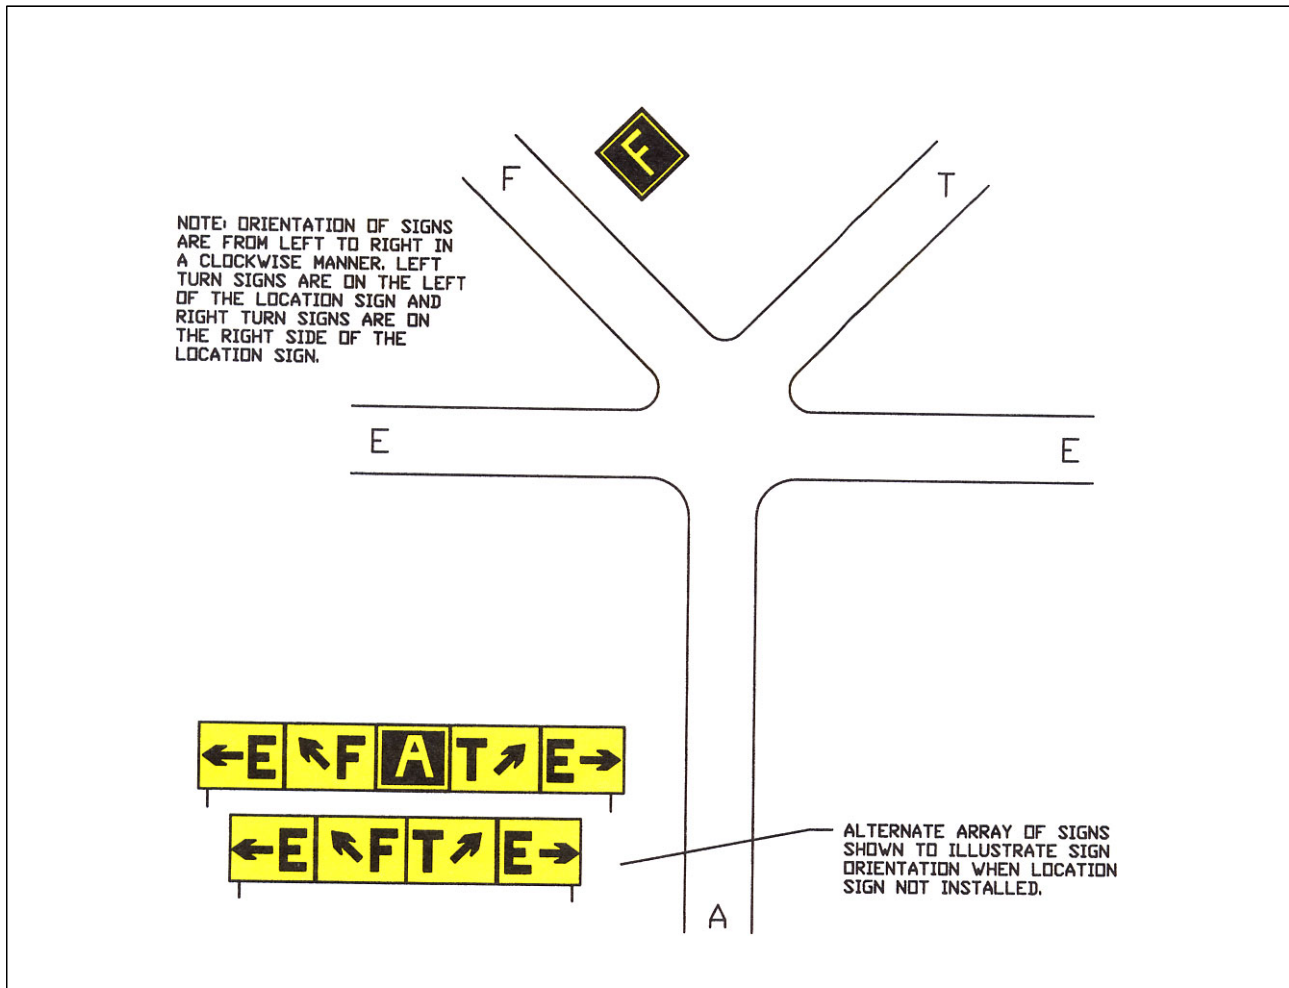 F
F
T
NOTE: ORIENTATION OF SIGNS
ARE FROM LEFT TO RIGHT IN
A CLOCKWISE MANNER. LEFT
TURN SIGNS ARE ON THE LEFT
OF THE LOCATION SIGN AND
RIGHT TURN SIGNS ARE ON
THE RIGHT SIDE OF THE
LOCATION SIGN.
E
E
←E ↖F A T↗ E→
←E ↖F T↗ E→
ALTERNATE ARRAY OF SIGNS
SHOWN TO ILLUSTRATE SIGN
ORIENTATION WHEN LOCATION
SIGN NOT INSTALLED.
A